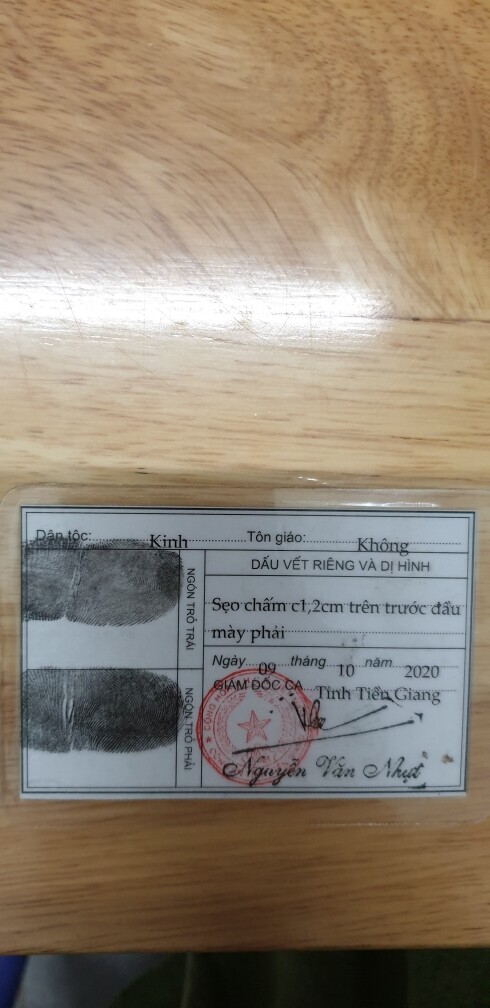 Dân tộc: Kinh Tôn giáo: Không
NGÓN TRỎ TRÁI
DẤU VẾT RIÊNG VÀ DỊ HÌNH
Sẹo chấm c1,2cm trên trước đầu
mày phải
NGÓN TRỎ PHẢI
Ngày 09 tháng 10 năm 2020
GIÁM ĐỐC CA Tỉnh Tiền Giang
Nguyễn Văn Nhựt